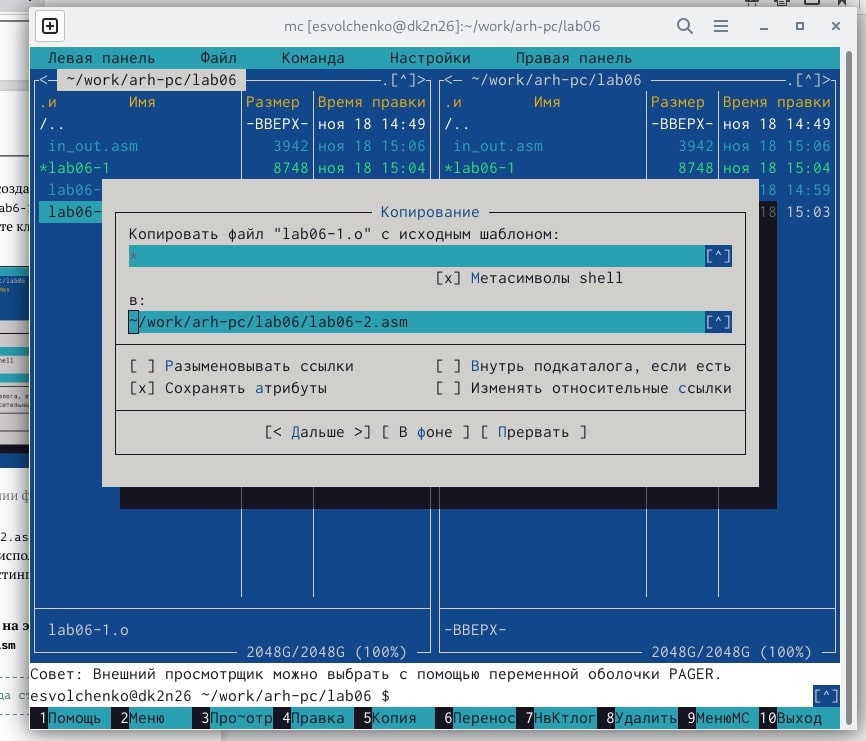 mc [esvolchenko@dk2n26]:~/work/arh-pc/lab06
Левая панель Файл Команда Настройки Правая панель
<— ~/work/arh-pc/lab06 .[^]>
<— ~/work/arh-pc/lab06 .[^]>
.и Имя Размер Время правки .и Имя Размер Время правки
/.. -ВВЕРХ- ноя 18 14:49 /.. -ВВЕРХ- ноя 18 14:49
in_out.asm 3942 ноя 18 15:06 in_out.asm 3942 ноя 18 15:06
*lab06-1 8748 ноя 18 15:04 *lab06-1 8748 ноя 18 15:04
lab06- 18 14:59
lab06- 18 15:03
Копирование
Копировать файл "lab06-1.o" с исходным шаблоном:
* [^]
[x] Метасимволы shell
в:
~/work/arh-pc/lab06/lab06-2.asm [^]
[ ] Разыменовывать ссылки [ ] Внутрь подкаталога, если есть
[x] Сохранять атрибуты [ ] Изменять относительные ссылки
[< Дальше >] [ В фоне ] [ Прервать ]
lab06-1.o -ВВЕРХ-
2048G/2048G (100%) 2048G/2048G (100%)
Совет: Внешний просмотрщик можно выбрать с помощью переменной оболочки PAGER.
esvolchenko@dk2n26 ~/work/arh-pc/lab06 $ [^]
1Помощь 2Меню 3Про~отр 4Правка 5Копия 6Перенос 7НвКтлог 8Удалить 9МенюМС 10Выход